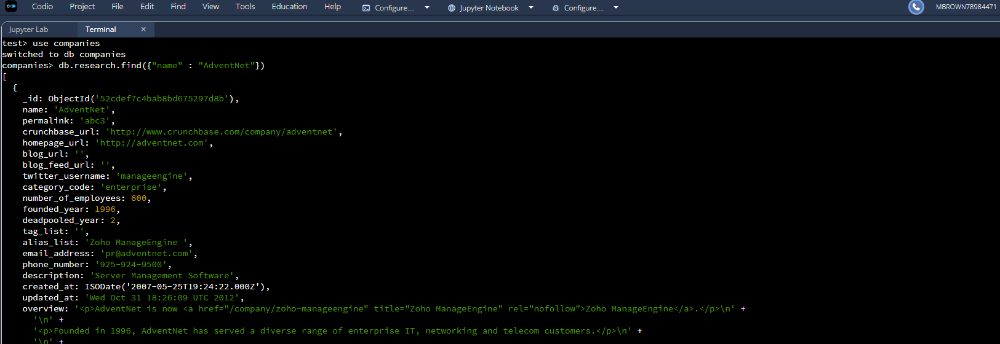 Codio Project File Edit Find View Tools Education Help Configure.... Jupyter Notebook Configure.... MBROWN78984471
Jupyter Lab Terminal ×
test> use companies
switched to db companies
companies> db.research.find({"name" : "AdventNet"})
[
  {
    _id: ObjectId('52cdef7c4bab8bd675297d8b'),
    name: 'AdventNet',
    permalink: 'abc3',
    crunchbase_url: 'http://www.crunchbase.com/company/adventnet',
    homepage_url: 'http://adventnet.com',
    blog_url: '',
    blog_feed_url: '',
    twitter_username: 'manageengine',
    category_code: 'enterprise',
    number_of_employees: 600,
    founded_year: 1996,
    deadpooled_year: 2,
    tag_list: '',
    alias_list: 'Zoho ManageEngine ',
    email_address: 'pr@adventnet.com',
    phone_number: '925-924-9500',
    description: 'Server Management Software',
    created_at: ISODate('2007-05-25T19:24:22.000Z'),
    updated_at: 'Wed Oct 31 18:26:09 UTC 2012',
    overview: '<p>AdventNet is now <a href="/company/zoho-manageengine" title="Zoho ManageEngine" rel="nofollow">Zoho ManageEngine</a>.</p>\n' +
      '\n' +
      '<p>Founded in 1996, AdventNet has served a diverse range of enterprise IT, networking and telecom customers.</p>\n' +
      '\n' +